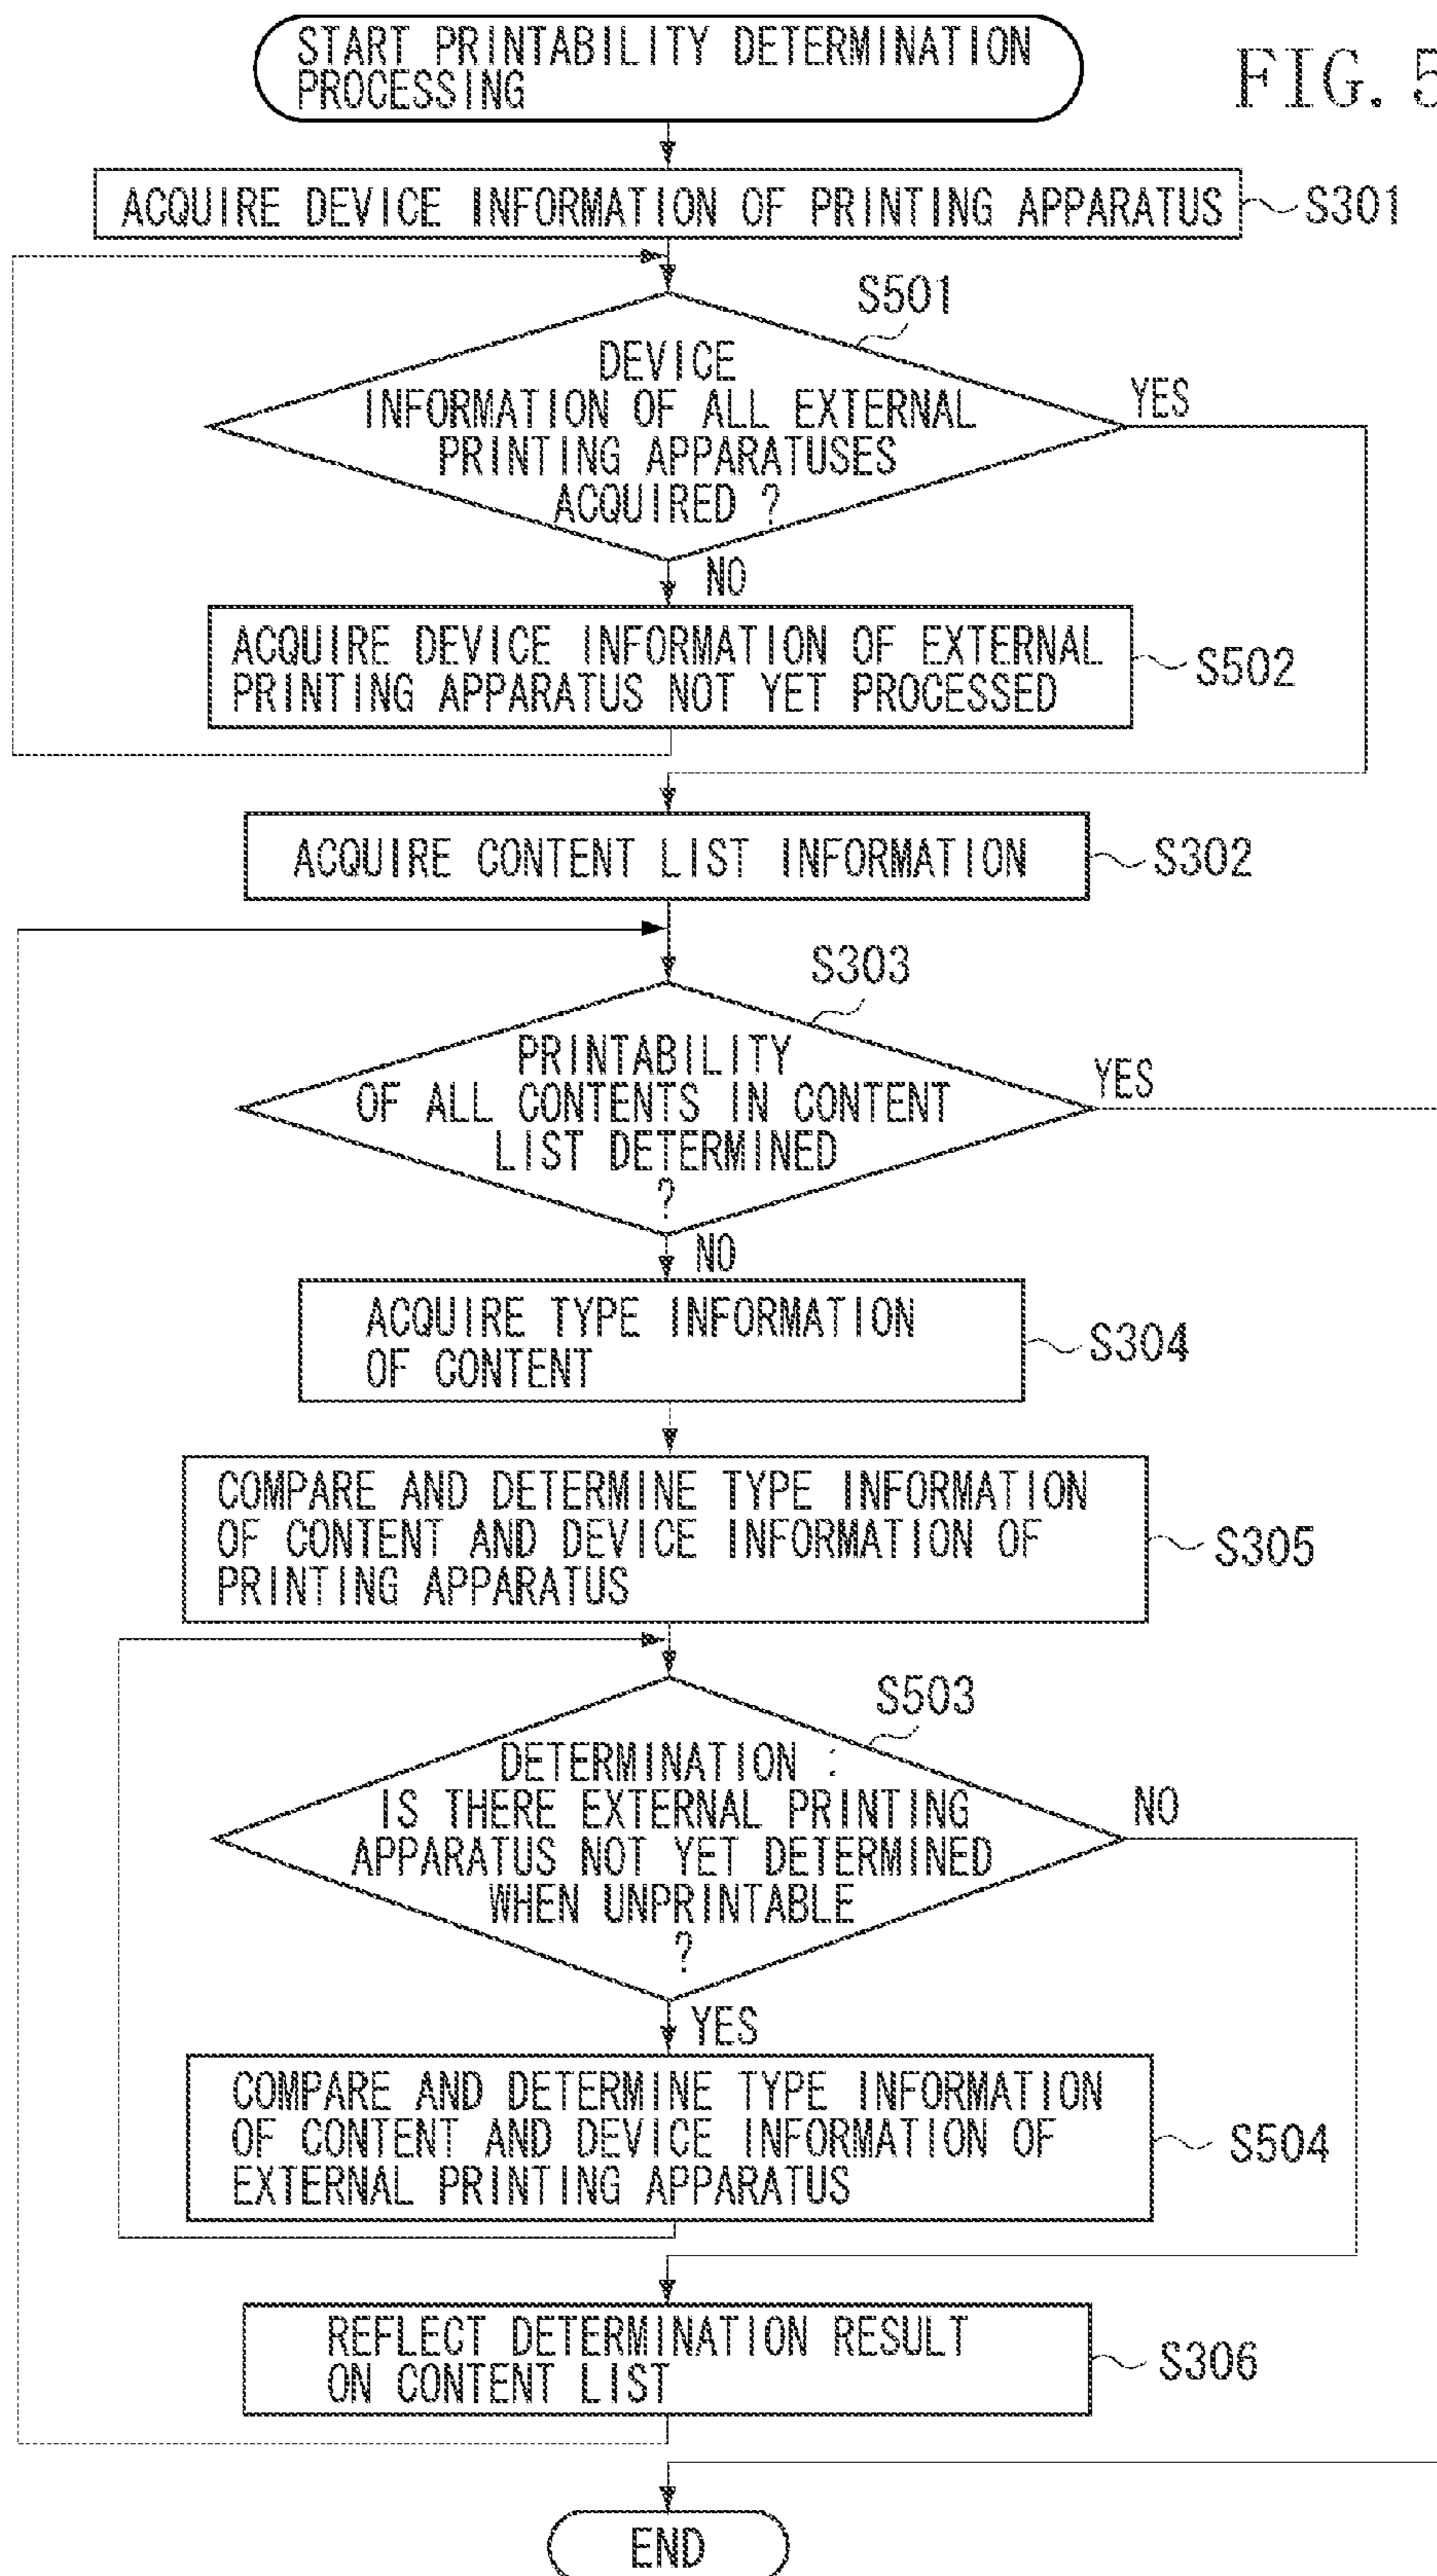 START PRINTABILITY DETERMINATION
PROCESSING
FIG. 5
ACQUIRE DEVICE INFORMATION OF PRINTING APPARATUS
S301
S501
DEVICE
INFORMATION OF ALL EXTERNAL
PRINTING APPARATUSES
ACQUIRED ?
YES
NO
ACQUIRE DEVICE INFORMATION OF EXTERNAL
PRINTING APPARATUS NOT YET PROCESSED
S502
ACQUIRE CONTENT LIST INFORMATION
S302
S303
PRINTABILITY
OF ALL CONTENTS IN CONTENT
LIST DETERMINED
?
YES
NO
ACQUIRE TYPE INFORMATION
OF CONTENT
S304
COMPARE AND DETERMINE TYPE INFORMATION
OF CONTENT AND DEVICE INFORMATION OF
PRINTING APPARATUS
S305
S503
DETERMINATION :
IS THERE EXTERNAL PRINTING
APPARATUS NOT YET DETERMINED
WHEN UNPRINTABLE
?
NO
YES
COMPARE AND DETERMINE TYPE INFORMATION
OF CONTENT AND DEVICE INFORMATION OF
EXTERNAL PRINTING APPARATUS
S504
REFLECT DETERMINATION RESULT
ON CONTENT LIST
S306
END